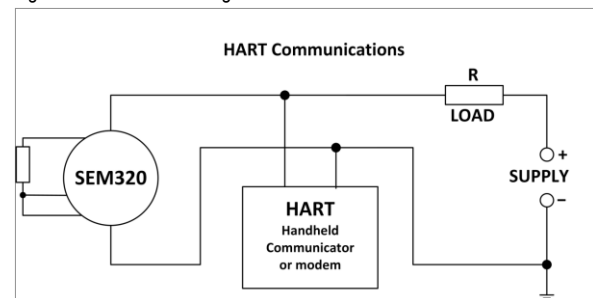 HART Communications
R
LOAD
+
SUPPLY
−
SEM320
HART
Handheld
Communicator
or modem